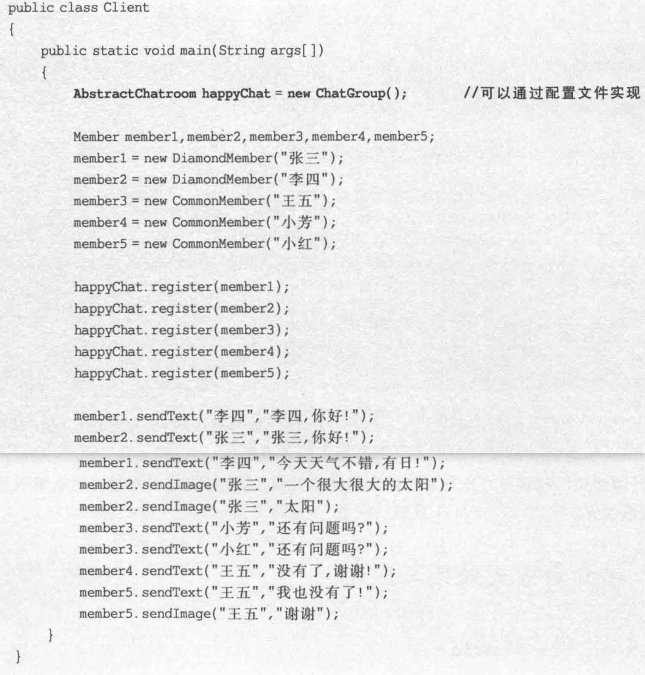 public class Client
{
    public static void main(String args[])
    {
        AbstractChatroom happyChat = new ChatGroup();        //可以通过配置文件实现

        Member member1,member2,member3,member4,member5;
        member1 = new DiamondMember("张三");
        member2 = new DiamondMember("李四");
        member3 = new CommonMember("王五");
        member4 = new CommonMember("小芳");
        member5 = new CommonMember("小红");

        happyChat.register(member1);
        happyChat.register(member2);
        happyChat.register(member3);
        happyChat.register(member4);
        happyChat.register(member5);

        member1.sendText("李四","李四,你好!");
        member2.sendText("张三","张三,你好!");
        member1.sendText("李四","今天天气不错,有日!");
        member2.sendImage("张三","一个很大很大的太阳");
        member2.sendImage("张三","太阳");
        member3.sendText("小芳","还有问题吗?");
        member3.sendText("小红","还有问题吗?");
        member4.sendText("王五","没有了,谢谢!");
        member5.sendText("王五","我也没有了!");
        member5.sendImage("王五","谢谢");
    }
}